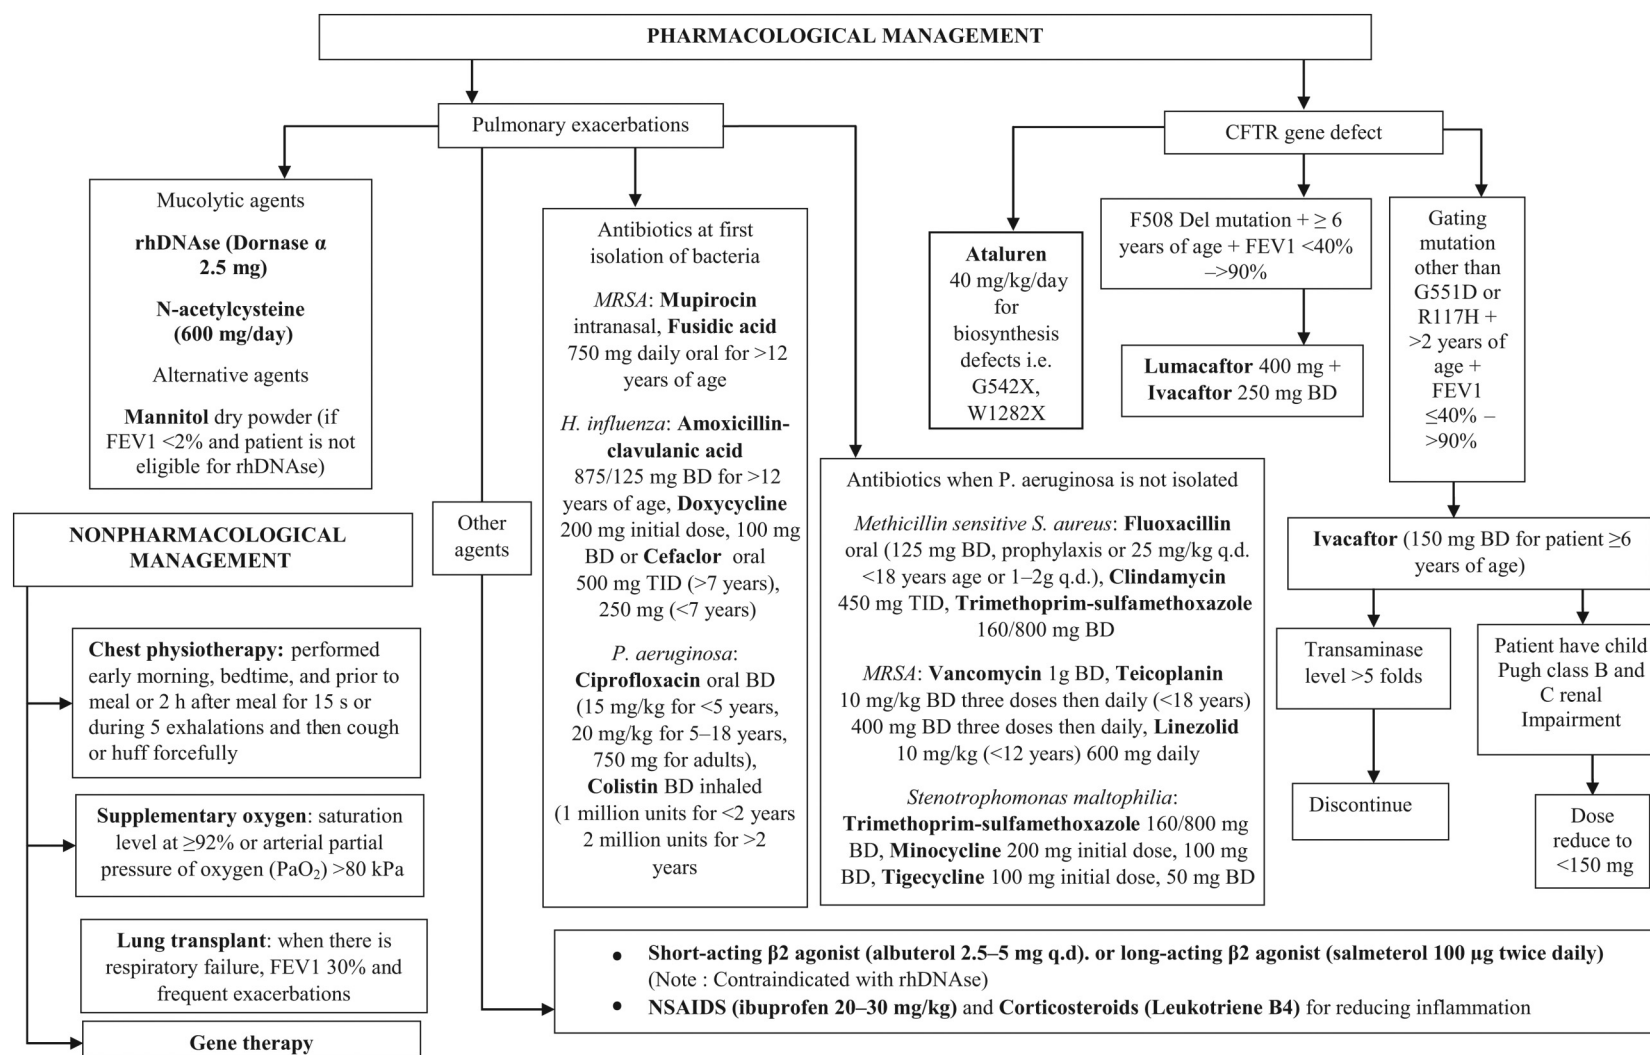 PHARMACOLOGICAL MANAGEMENT
Pulmonary exacerbations
CFTR gene defect
Mucolytic agents
rhDNAse (Dornase α
2.5 mg)
N-acetylcysteine
(600 mg/day)
Alternative agents
Mannitol dry powder (if
FEV1 <2% and patient is not
eligible for rhDNAse)
Other
agents
Antibiotics at first
isolation of bacteria
MRSA: Mupirocin
intranasal, Fusidic acid
750 mg daily oral for >12
years of age
H. influenza: Amoxicillin-
clavulanic acid
875/125 mg BD for >12
years of age, Doxycycline
200 mg initial dose, 100 mg
BD or Cefaclor oral
500 mg TID (>7 years),
250 mg (<7 years)
P. aeruginosa:
Ciprofloxacin oral BD
(15 mg/kg for <5 years,
20 mg/kg for 5–18 years,
750 mg for adults),
Colistin BD inhaled
(1 million units for <2 years
2 million units for >2
years
Antibiotics when P. aeruginosa is not isolated
Methicillin sensitive S. aureus: Fluoxacillin
oral (125 mg BD, prophylaxis or 25 mg/kg q.d.
<18 years age or 1–2g q.d.), Clindamycin
450 mg TID, Trimethoprim-sulfamethoxazole
160/800 mg BD
MRSA: Vancomycin 1g BD, Teicoplanin
10 mg/kg BD three doses then daily (<18 years)
400 mg BD three doses then daily, Linezolid
10 mg/kg (<12 years) 600 mg daily
Stenotrophomonas maltophilia:
Trimethoprim-sulfamethoxazole 160/800 mg
BD, Minocycline 200 mg initial dose, 100 mg
BD, Tigecycline 100 mg initial dose, 50 mg BD
Ataluren
40 mg/kg/day
for
biosynthesis
defects i.e.
G542X,
W1282X
F508 Del mutation + ≥ 6
years of age + FEV1 <40%
–>90%
Lumacaftor 400 mg +
Ivacaftor 250 mg BD
Gating
mutation
other than
G551D or
R117H +
>2 years of
age +
FEV1
≤40% –
>90%
Ivacaftor (150 mg BD for patient ≥6
years of age)
Transaminase
level >5 folds
Discontinue
Patient have child
Pugh class B and
C renal
Impairment
Dose
reduce to
<150 mg
• Short-acting β2 agonist (albuterol 2.5–5 mg q.d). or long-acting β2 agonist (salmeterol 100 µg twice daily)
(Note : Contraindicated with rhDNAse)
• NSAIDS (ibuprofen 20–30 mg/kg) and Corticosteroids (Leukotriene B4) for reducing inflammation
NONPHARMACOLOGICAL
MANAGEMENT
Chest physiotherapy: performed
early morning, bedtime, and prior to
meal or 2 h after meal for 15 s or
during 5 exhalations and then cough
or huff forcefully
Supplementary oxygen: saturation
level at ≥92% or arterial partial
pressure of oxygen (PaO2) >80 kPa
Lung transplant: when there is
respiratory failure, FEV1 30% and
frequent exacerbations
Gene therapy